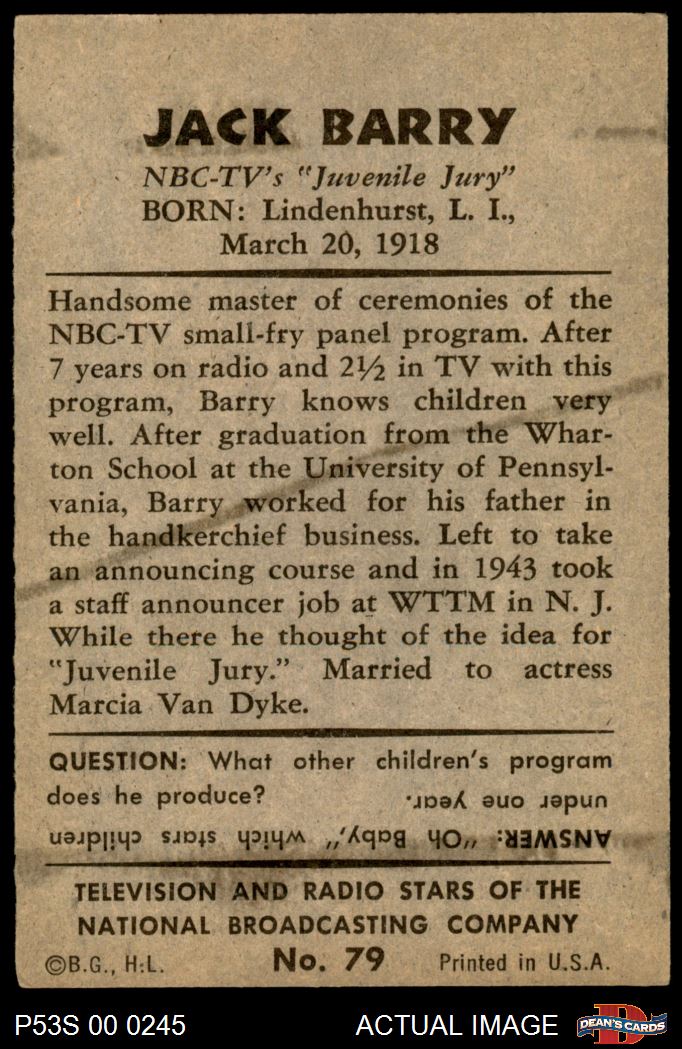 JACK BARRY
NBC-TV's "Juvenile Jury"
BORN: Lindenhurst, L. I.,
March 20, 1918
Handsome master of ceremonies of the
NBC-TV small-fry panel program. After
7 years on radio and 2½ in TV with this
program, Barry knows children very
well. After graduation from the Whar-
ton School at the University of Pennsyl-
vania, Barry worked for his father in
the handkerchief business. Left to take
an announcing course and in 1943 took
a staff announcer job at WTTM in N. J.
While there he thought of the idea for
"Juvenile Jury." Married to actress
Marcia Van Dyke.
QUESTION: What other children's program
does he produce?
ANSWER: "Oh Baby," which stars children
under one year.
TELEVISION AND RADIO STARS OF THE
NATIONAL BROADCASTING COMPANY
©B.G., H.L. No. 79 Printed in U.S.A.
P53S 00 0245 ACTUAL IMAGE DEAN'S CARDS